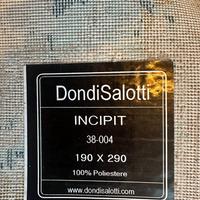 DondiSalotti
INCIPIT
38-004
190 X 290
100% Poliestere
www.dondisalotti.com